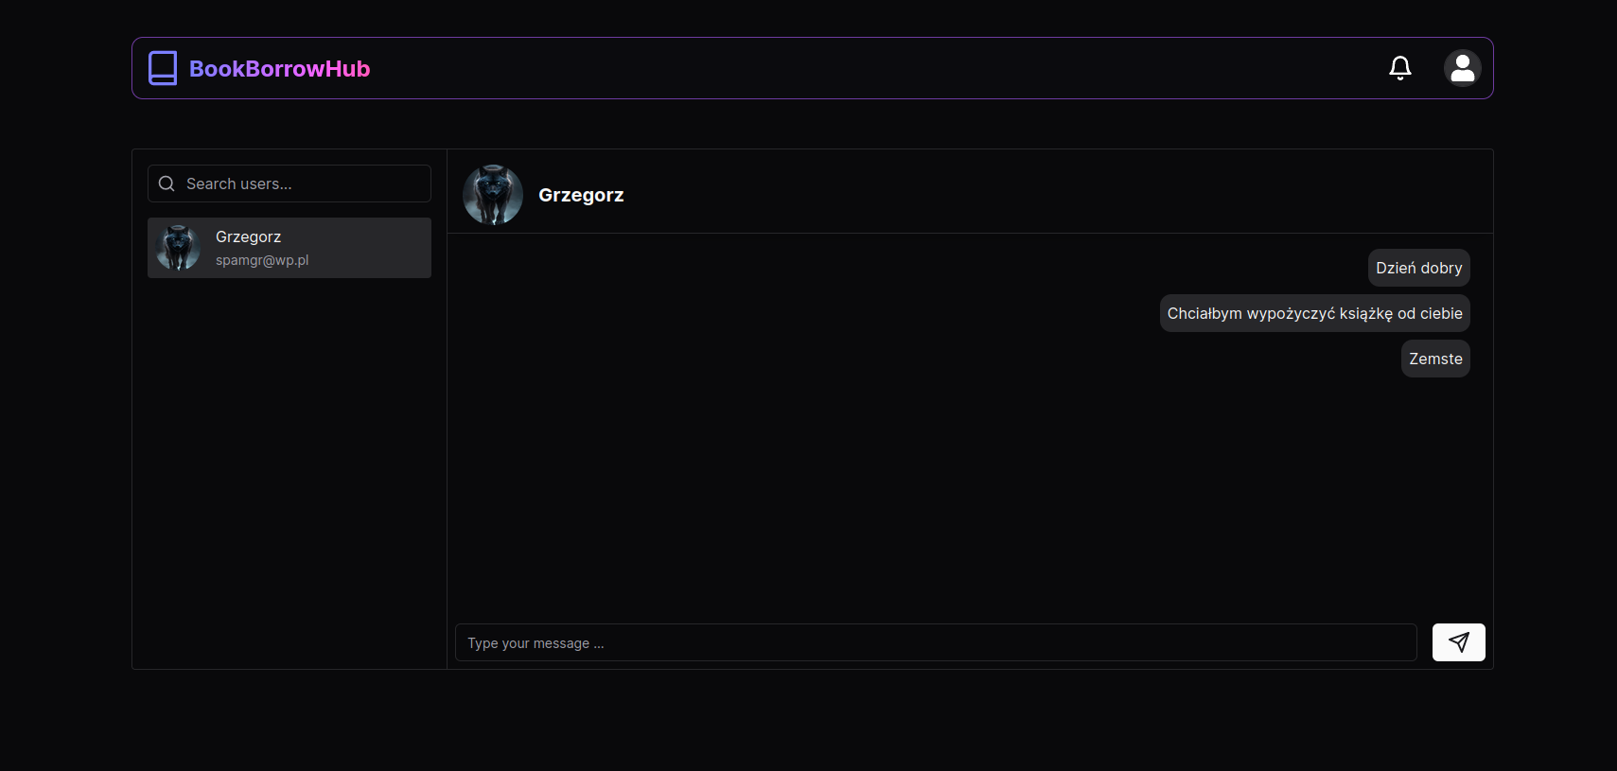 BookBorrowHub
Search users...
Grzegorz
spamgr@wp.pl
Grzegorz
Dzień dobry
Chciałbym wypożyczyć książkę od ciebie
Zemste
Type your message ...